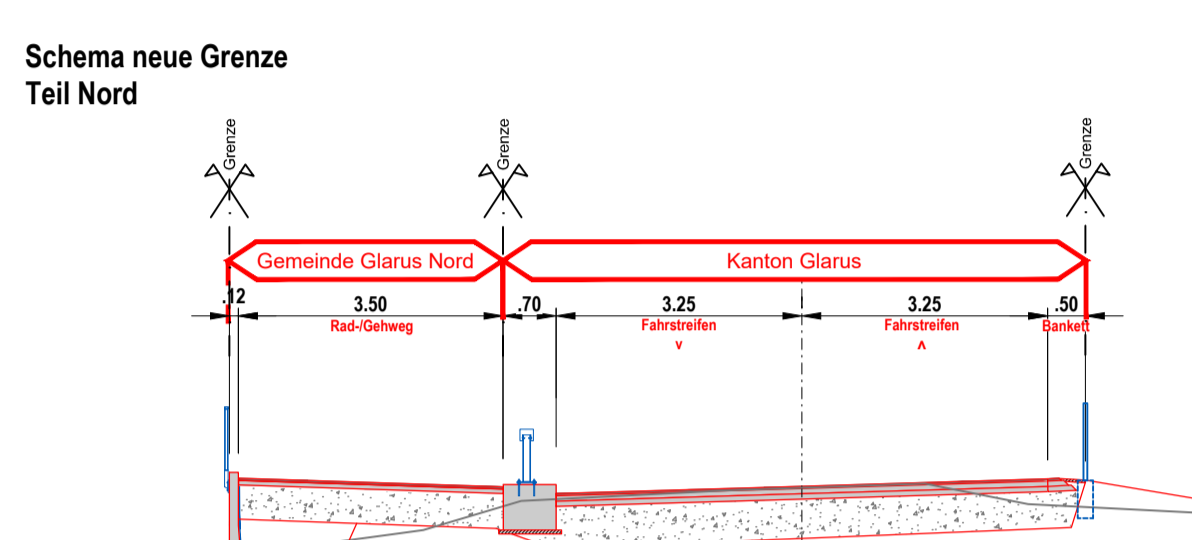 Schema neue Grenze
Teil Nord
Grenze
Grenze
Grenze
Gemeinde Glarus Nord
Kanton Glarus
.12
3.50
.70
3.25
3.25
.50
Rad-/Gehweg
Fahrstreifen
Fahrstreifen
Bankett
v
ʌ